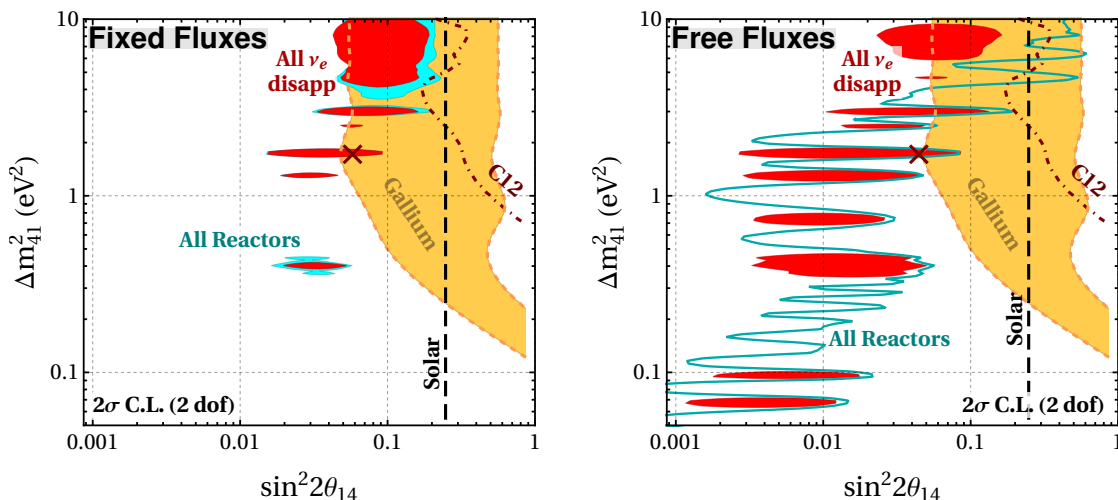 Fixed Fluxes
All νe
disapp
C12
Gallium
All Reactors
Solar
2σ C.L. (2 dof)
10
1
0.1
0.001
0.01
0.1
1
Δm²41 (eV²)
sin²2θ14
Free Fluxes
All νe
disapp
C12
Gallium
Solar
All Reactors
2σ C.L. (2 dof)
10
1
0.1
0.001
0.01
0.1
1
Δm²41 (eV²)
sin²2θ14